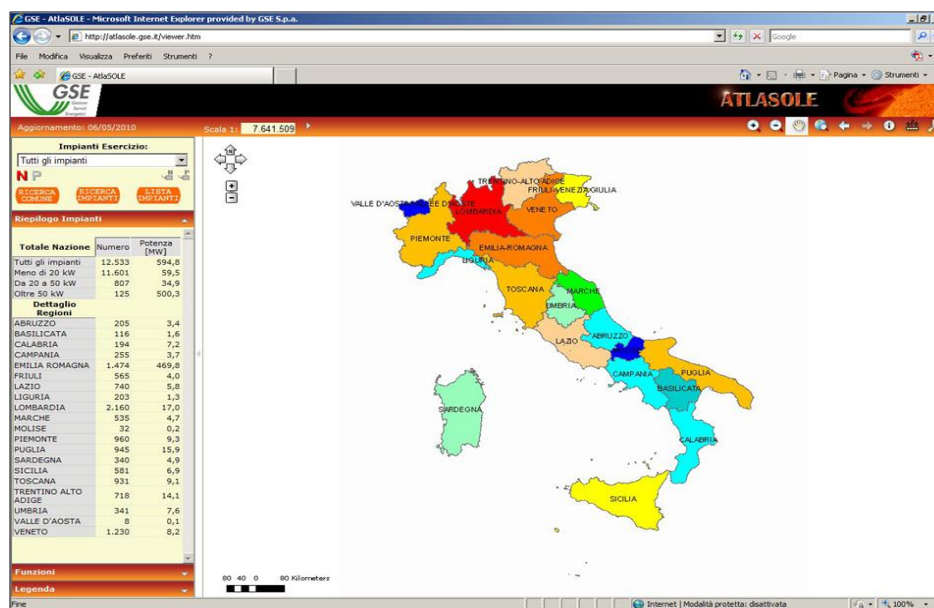 GSE - AtlaSOLE - Microsoft Internet Explorer provided by GSE S.p.a.
http://atlasole.gse.it/viewer.htm
Google
File Modifica Visualizza Preferiti Strumenti ?
GSE - AtlaSOLE
Pagina Strumenti
GSE
Gestore
Servizi
Energetici
ATLASOLE
Aggiornamento: 06/05/2010
Scala 1: 7.641.509
Impianti Esercizio:
Tutti gli impianti
N P
RICERCA COMUNE
RICERCA IMPIANTI
LISTA IMPIANTI
Riepilogo Impianti
Totale Nazione Numero Potenza [MW]
Tutti gli impianti 12.533 594,8
Meno di 20 kW 11.601 59,5
Da 20 a 50 kW 807 34,9
Oltre 50 kW 125 500,3
Dettaglio Regioni
ABRUZZO 205 3,4
BASILICATA 116 1,6
CALABRIA 194 7,2
CAMPANIA 255 3,7
EMILIA ROMAGNA 1.474 469,8
FRIULI 565 4,0
LAZIO 740 5,8
LIGURIA 203 1,3
LOMBARDIA 2.160 17,0
MARCHE 535 4,7
MOLISE 32 0,2
PIEMONTE 960 9,3
PUGLIA 945 15,9
SARDEGNA 340 4,9
SICILIA 581 6,9
TOSCANA 931 9,1
TRENTINO ALTO ADIGE 718 14,1
UMBRIA 341 7,6
VALLE D'AOSTA 8 0,1
VENETO 1.230 8,2
Funzioni
Legenda
TRENTINO-ALTO ADIGE
FRIULI-VENEZIA GIULIA
VALLE D'AOSTA
LOMBARDIA
VENETO
PIEMONTE
EMILIA-ROMAGNA
LIGURIA
TOSCANA
MARCHE
UMBRIA
LAZIO
ABRUZZO
CAMPANIA
PUGLIA
BASILICATA
SARDEGNA
CALABRIA
SICILIA
80 40 0 80 Kilometers
Fine
Internet | Modalità protetta: disattivata
100%